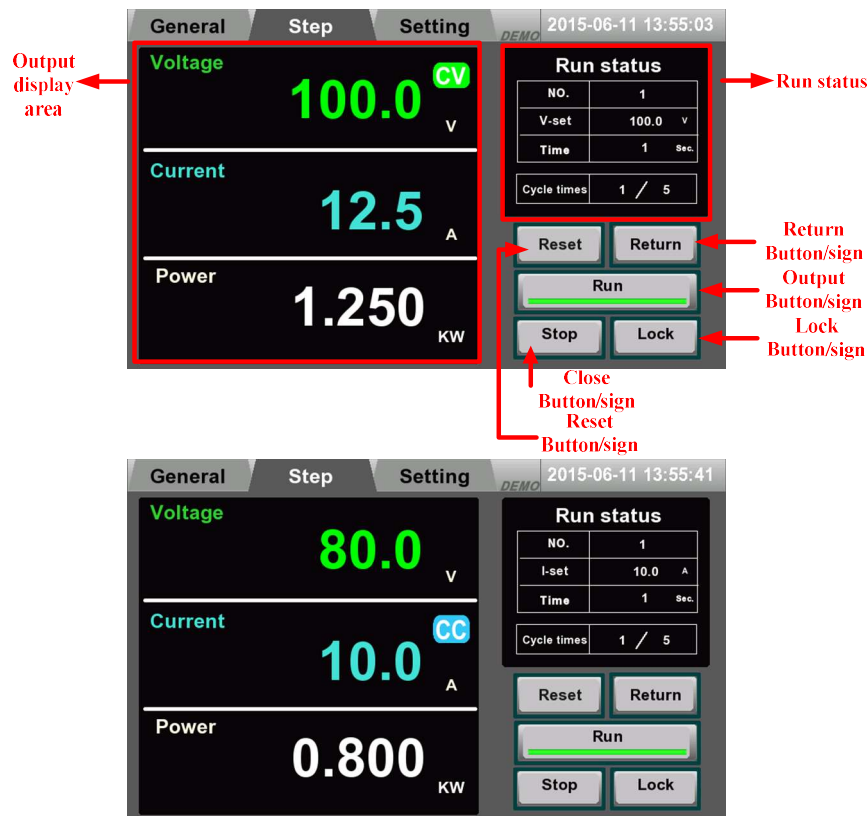 General Step Setting DEMO 2015-06-11 13:55:03
Output
display
area
Voltage
CV
100.0
V
Current
12.5
A
Power
1.250
KW
Run status
NO. 1
V-set 100.0 V
Time 1 Sec.
Cycle times 1 / 5
Run status
Reset Return
Run
Stop Lock
Return
Button/sign
Output
Button/sign
Lock
Button/sign
Close
Button/sign
Reset
Button/sign
General Step Setting DEMO 2015-06-11 13:55:41
Voltage
80.0
V
Current
CC
10.0
A
Power
0.800
KW
Run status
NO. 1
I-set 10.0 A
Time 1 Sec.
Cycle times 1 / 5
Reset Return
Run
Stop Lock